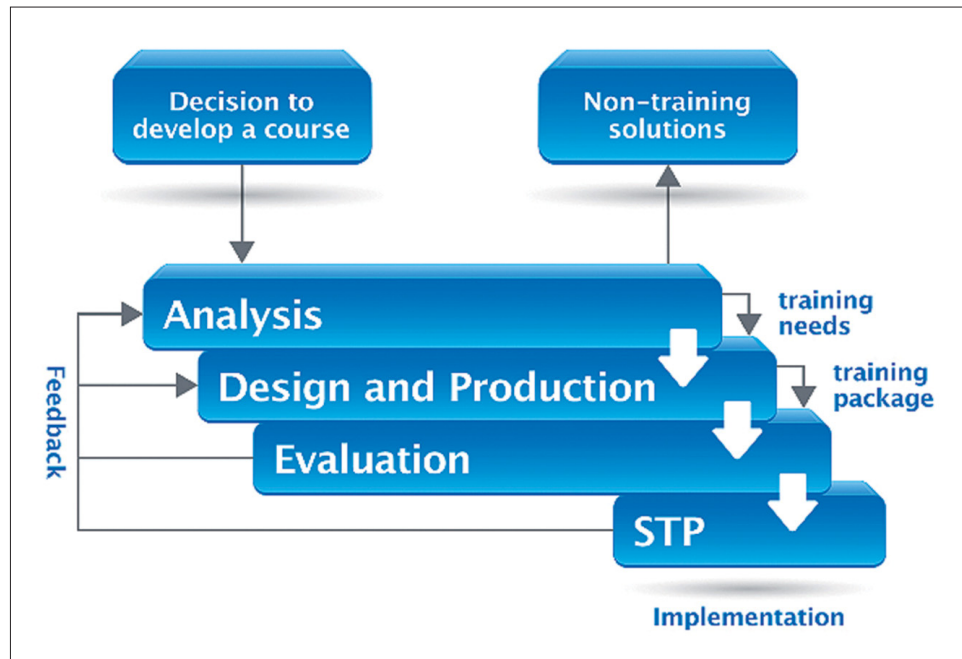 Decision to
develop a course
Non-training
solutions
Analysis
training
needs
Design and Production
training
package
Feedback
Evaluation
STP
Implementation